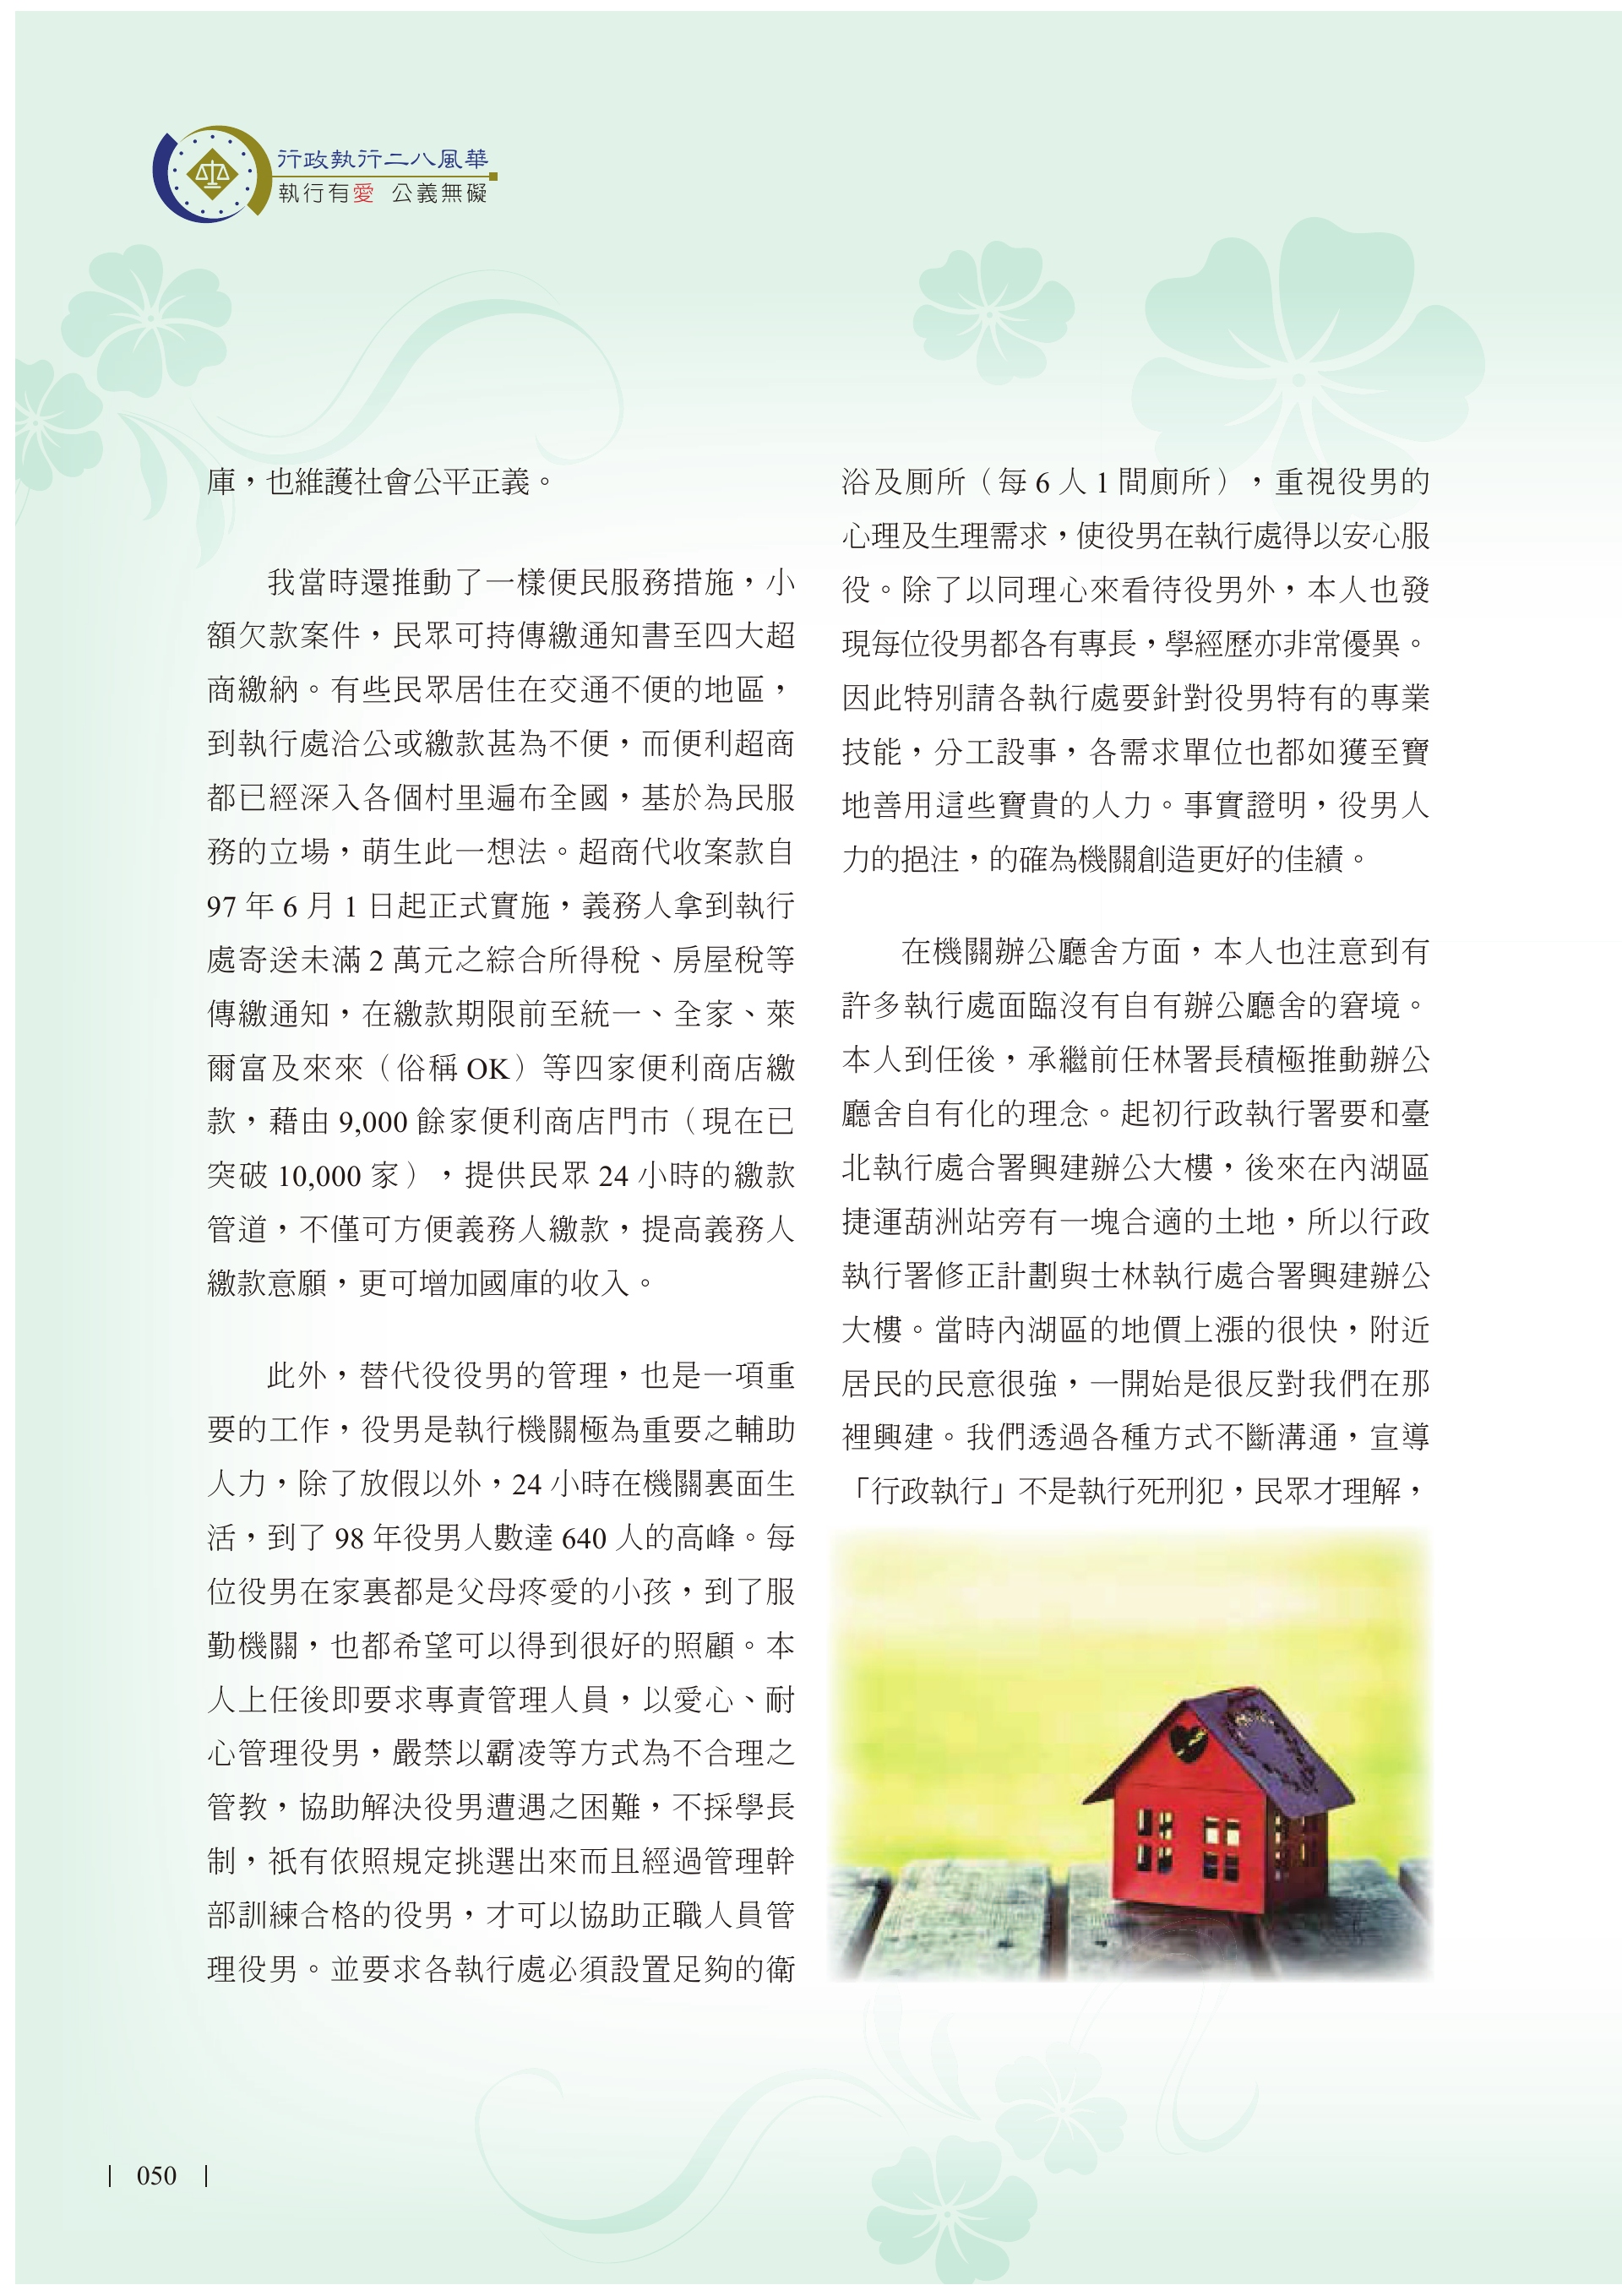 行政執行二八風華
執行有愛 公義無礙
庫，也維護社會公平正義。
我當時還推動了一樣便民服務措施，小
額欠款案件，民眾可持傳繳通知書至四大超
商繳納。有些民眾居住在交通不便的地區，
到執行處洽公或繳款甚為不便，而便利超商
都已經深入各個村里遍布全國，基於為民服
務的立場，萌生此一想法。超商代收案款自
97 年 6 月 1 日起正式實施，義務人拿到執行
處寄送未滿 2 萬元之綜合所得稅、房屋稅等
傳繳通知，在繳款期限前至統一、全家、萊
爾富及來來（俗稱 OK）等四家便利商店繳
款，藉由 9,000 餘家便利商店門市（現在已
突破 10,000 家），提供民眾 24 小時的繳款
管道，不僅可方便義務人繳款，提高義務人
繳款意願，更可增加國庫的收入。
此外，替代役役男的管理，也是一項重
要的工作，役男是執行機關極為重要之輔助
人力，除了放假以外，24 小時在機關裏面生
活，到了 98 年役男人數達 640 人的高峰。每
位役男在家裏都是父母疼愛的小孩，到了服
勤機關，也都希望可以得到很好的照顧。本
人上任後即要求專責管理人員，以愛心、耐
心管理役男，嚴禁以霸凌等方式為不合理之
管教，協助解決役男遭遇之困難，不採學長
制，祇有依照規定挑選出來而且經過管理幹
部訓練合格的役男，才可以協助正職人員管
理役男。並要求各執行處必須設置足夠的衛
浴及厠所（每 6 人 1 間廁所），重視役男的
心理及生理需求，使役男在執行處得以安心服
役。除了以同理心來看待役男外，本人也發
現每位役男都各有專長，學經歷亦非常優異。
因此特別請各執行處要針對役男特有的專業
技能，分工設事，各需求單位也都如獲至寶
地善用這些寶貴的人力。事實證明，役男人
力的挹注，的確為機關創造更好的佳績。
在機關辦公廳舍方面，本人也注意到有
許多執行處面臨沒有自有辦公廳舍的窘境。
本人到任後，承繼前任林署長積極推動辦公
廳舍自有化的理念。起初行政執行署要和臺
北執行處合署興建辦公大樓，後來在內湖區
捷運葫洲站旁有一塊合適的土地，所以行政
執行署修正計劃與士林執行處合署興建辦公
大樓。當時內湖區的地價上漲的很快，附近
居民的民意很強，一開始是很反對我們在那
裡興建。我們透過各種方式不斷溝通，宣導
「行政執行」不是執行死刑犯，民眾才理解，
050